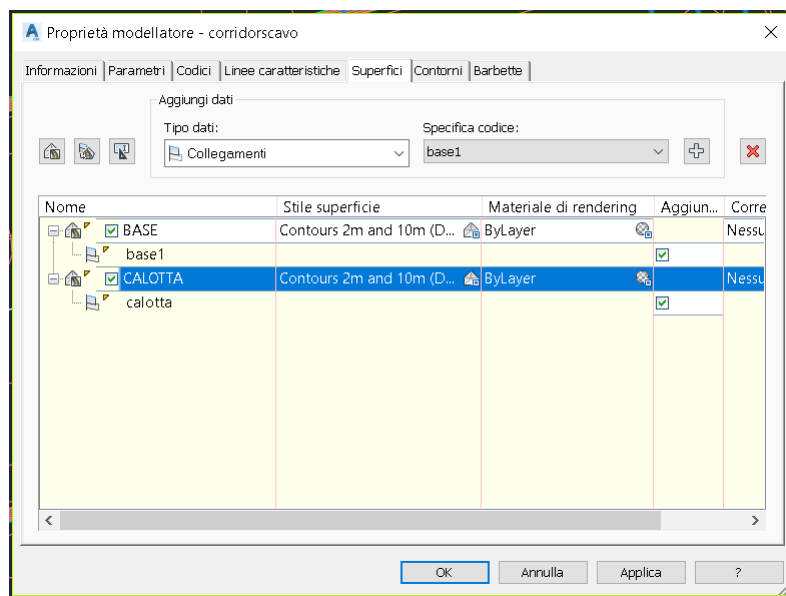 Proprietà modellatore - corridorscavo
Informazioni Parametri Codici Linee caratteristiche Superfici Contorni Barbette
Aggiungi dati
Tipo dati: Specifica codice:
Collegamenti base1
Nome Stile superficie Materiale di rendering Aggiun... Corre
BASE Contours 2m and 10m (D... ByLayer Nessu
base1
CALOTTA Contours 2m and 10m (D... ByLayer Nessu
calotta
OK Annulla Applica ?